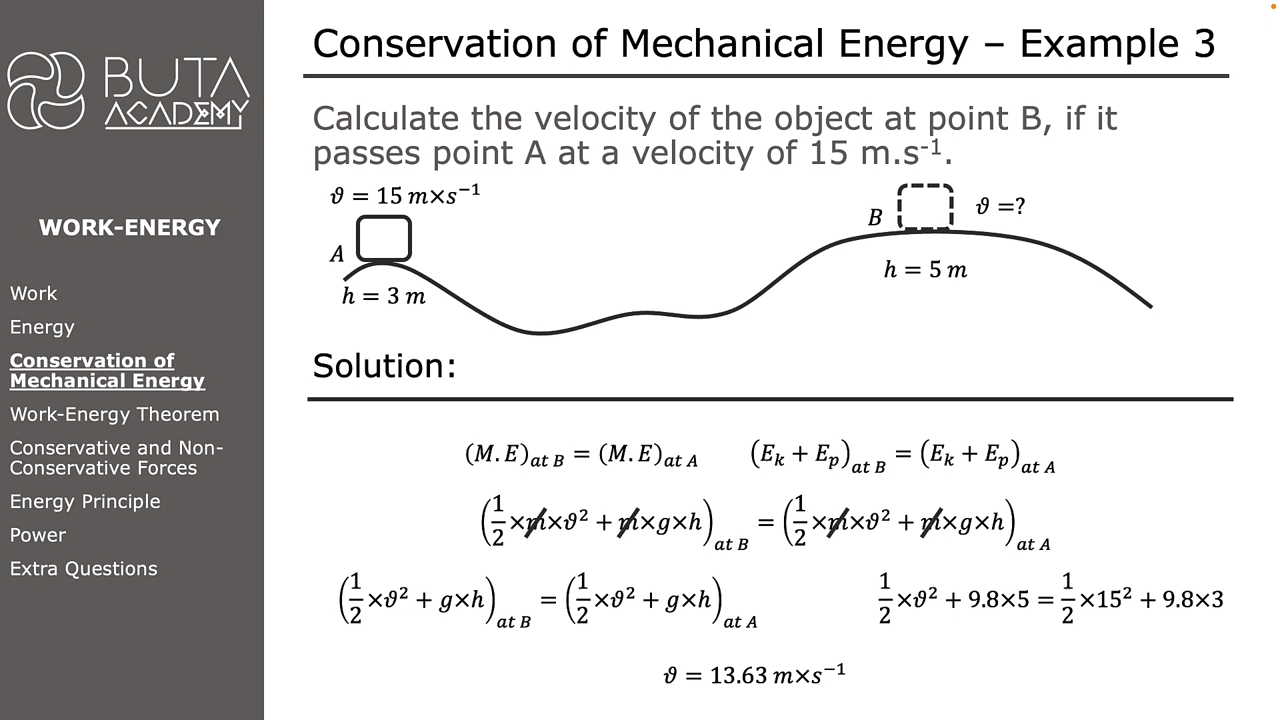 BUTA
ACADEMY
WORK-ENERGY
Work
Energy
Conservation of
Mechanical Energy
Work-Energy Theorem
Conservative and Non-
Conservative Forces
Energy Principle
Power
Extra Questions
Conservation of Mechanical Energy – Example 3
Calculate the velocity of the object at point B, if it
passes point A at a velocity of 15 m.s⁻¹.
ϑ = 15 m×s⁻¹
A
h = 3 m
B
ϑ =?
h = 5 m
Solution:
(M.E)at B = (M.E)at A (Eₖ + Eₚ)at B = (Eₖ + Eₚ)at A
(1/2 ×m×ϑ² + m×g×h)at B = (1/2 ×m×ϑ² + m×g×h)at A
(1/2 ×ϑ² + g×h)at B = (1/2 ×ϑ² + g×h)at A 1/2 ×ϑ² + 9.8×5 = 1/2 ×15² + 9.8×3
ϑ = 13.63 m×s⁻¹